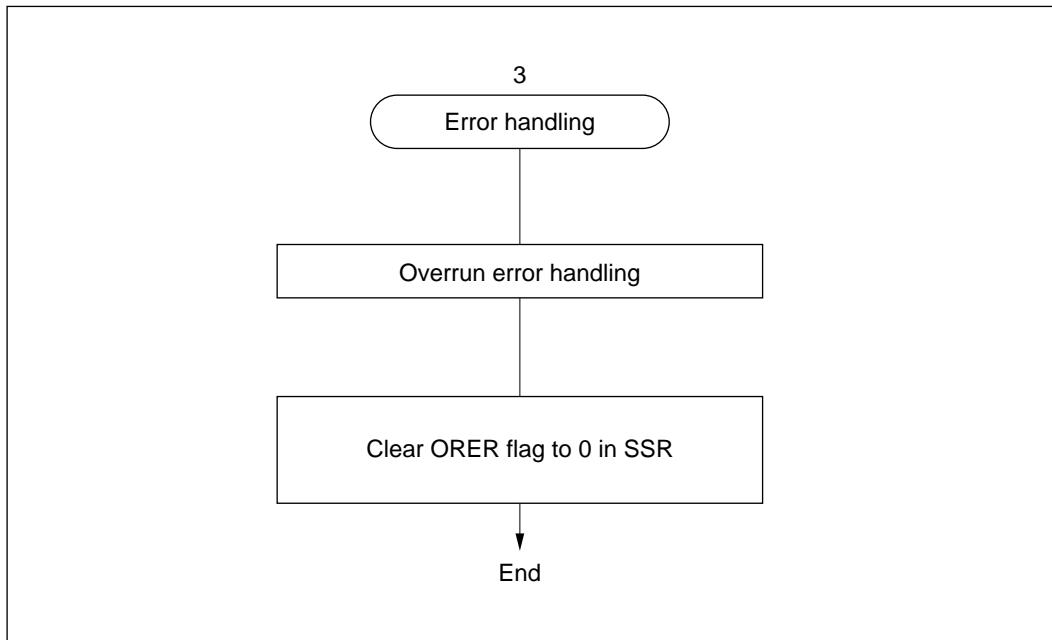 3
Error handling
Overrun error handling
Clear ORER flag to 0 in SSR
End